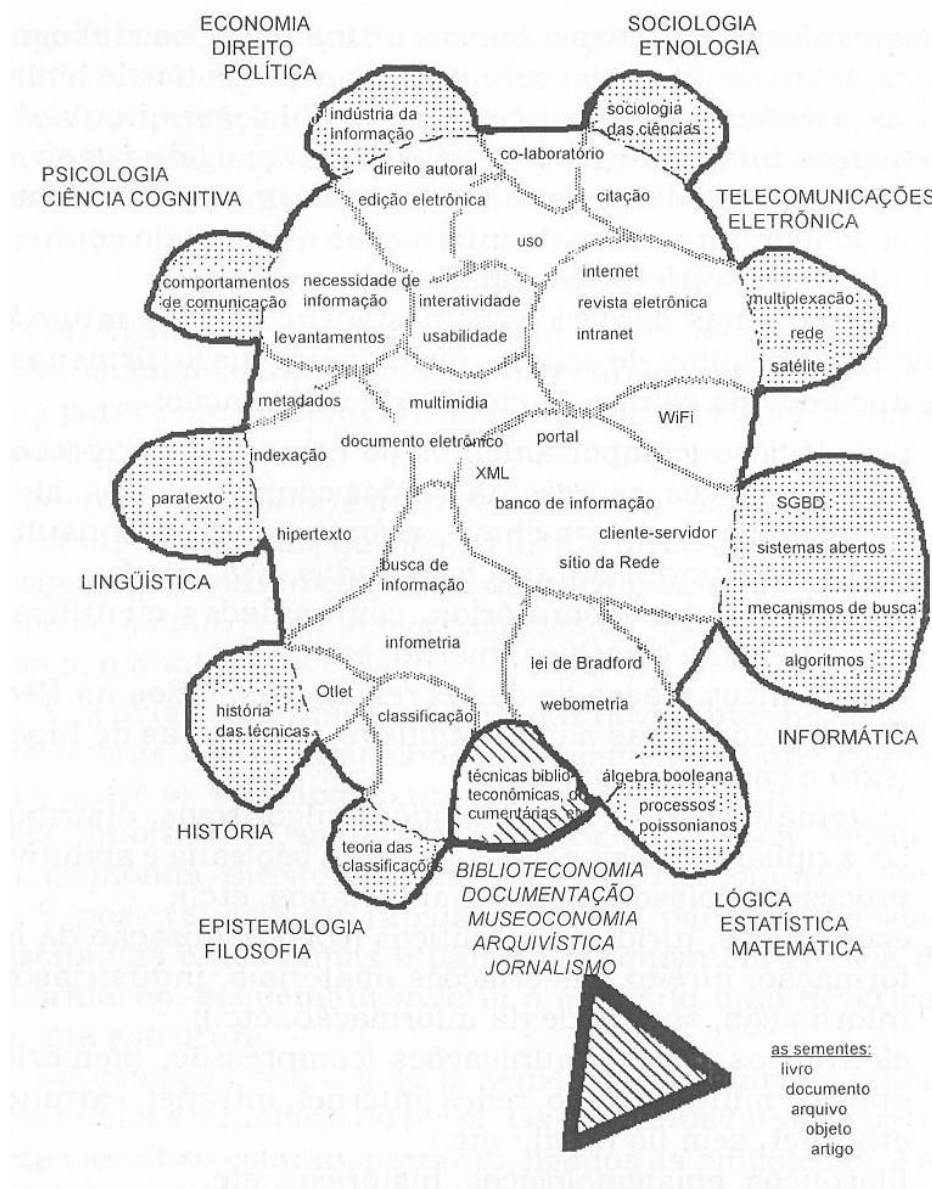 ECONOMIA
DIREITO
POLÍTICA
SOCIOLOGIA
ETNOLOGIA
indústria da
informação
sociologia
das ciências
co-laboratório
direito autoral
PSICOLOGIA
CIÊNCIA COGNITIVA
edição eletrônica
citação
TELECOMUNICAÇÕES
ELETRÔNICA
uso
comportamentos
de comunicação
necessidade de
informação
interatividade
internet
revista eletrônica
multiplexação
levantamentos
usabilidade
intranet
rede
satélite
metadados
multimidia
WiFi
documento eletrônico
portal
indexação
XML
paratexto
banco de informação
SGBD
hipertexto
cliente-servidor
sistemas abertos
busca de
informação
sítio da Rede
LINGÜÍSTICA
mecanismos de busca
infometria
lei de Bradford
algoritmos
Otlet
webometria
história
das técnicas
classificação
INFORMÁTICA
técnicas biblio-
teconômicas, do
cumentárias, etc
álgebra booleana
processos
poissonianos
HISTÓRIA
teoria das
classificações
BIBLIOTECONOMIA
DOCUMENTAÇÃO
MUSEOCONOMIA
ARQUIVÍSTICA
JORNALISMO
EPISTEMOLOGIA
FILOSOFIA
LÓGICA
ESTATÍSTICA
MATEMÁTICA
as sementes:
livro
documento
arquivo
objeto
artigo